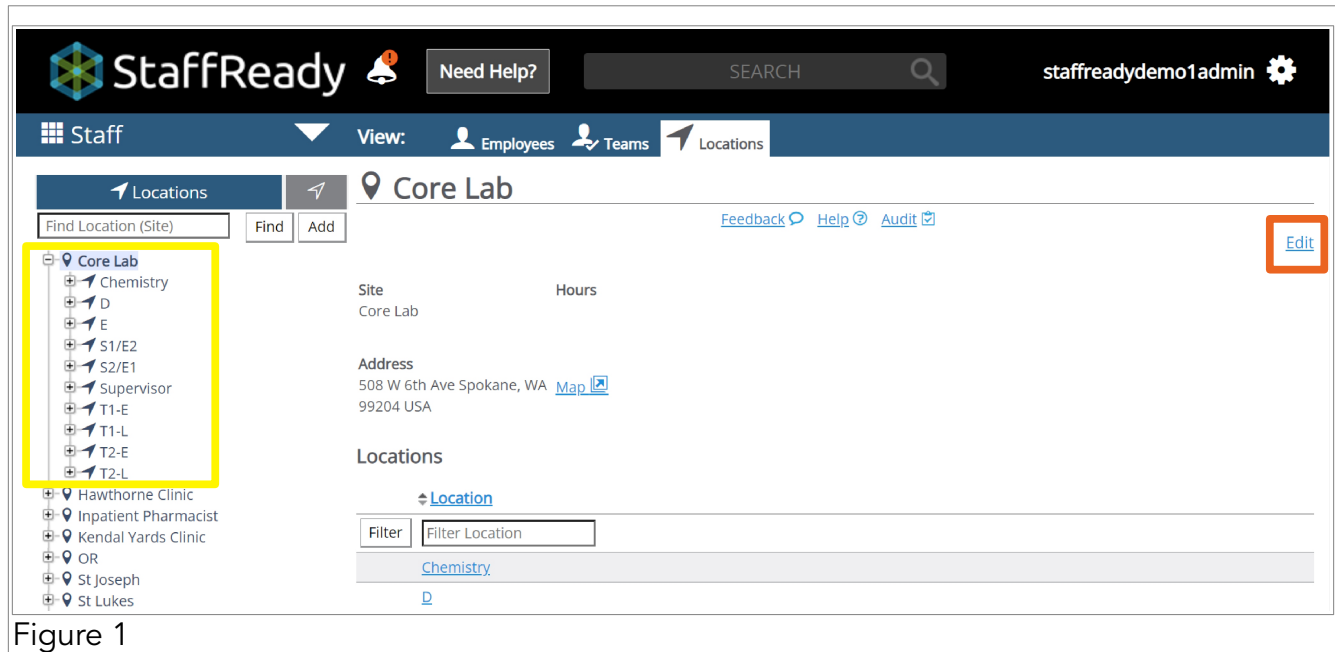 StaffReady Need Help? SEARCH staffreadydemo1admin
Staff View: Employees Teams Locations
Locations
Find Location (Site) Find Add
Core Lab
Chemistry
D
E
S1/E2
S2/E1
Supervisor
T1-E
T1-L
T2-E
T2-L
Hawthorne Clinic
Inpatient Pharmacist
Kendal Yards Clinic
OR
St Joseph
St Lukes
Core Lab
Feedback Help Audit
Edit
Site Hours
Core Lab
Address
508 W 6th Ave Spokane, WA Map
99204 USA
Locations
Location
Filter Filter Location
Chemistry
D
Figure 1